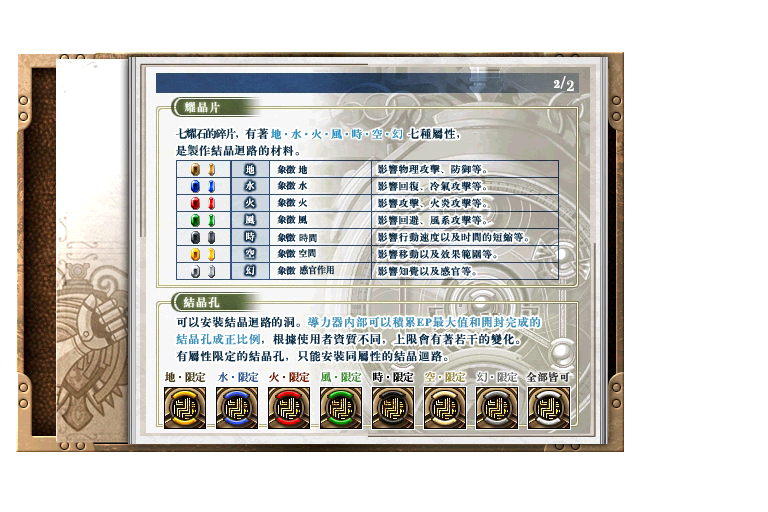 2/2
耀晶片
七耀石的碎片, 有著 地·水·火·風·時·空·幻 七種屬性,
是製作結晶迴路的材料。
地 象徵 地 影響物理攻擊、防御等。
水 象徵 水 影響回復、冷氣攻擊等。
火 象徵 火 影響攻擊、火炎攻擊等。
風 象徵 風 影響回避、風系攻擊等。
時 象徵 時間 影響行動速度以及时間的短縮等。
空 象徵 空間 影響移動以及效果範圍等。
幻 象徵 感官作用 影響知覺以及感官等。
結晶孔
可以安裝結晶迴路的洞。導力器内部可以積累EP最大值和開封完成的
結晶孔成正比例, 根據使用者資質不同, 上限會有著若干的變化。
有屬性限定的結晶孔, 只能安裝同屬性的結晶迴路。
地·限定 水·限定 火·限定 風·限定 時·限定 空·限定 幻·限定 全部皆可